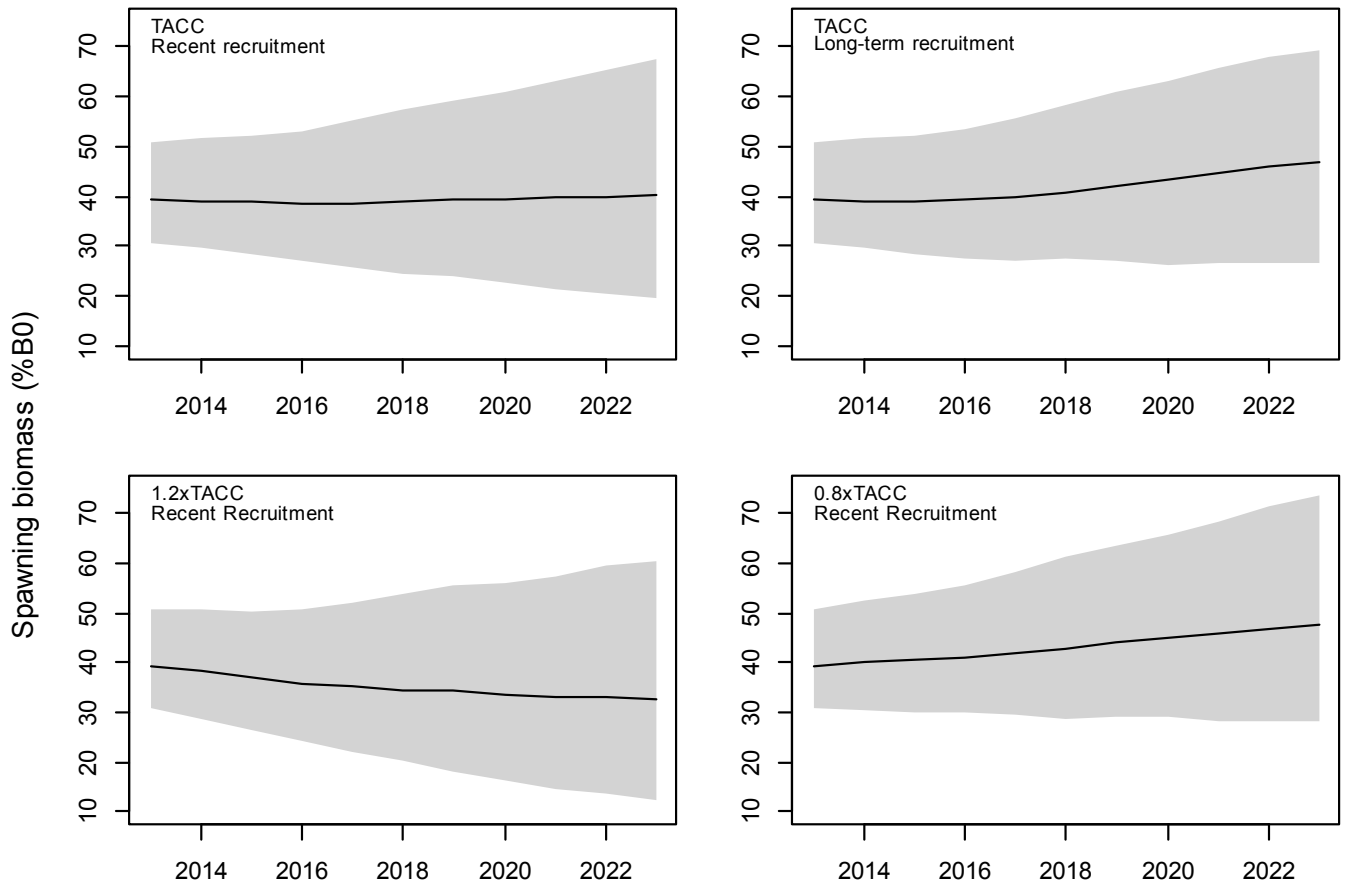 Spawning biomass (%B0)
TACC
Recent recruitment
70
60
50
40
30
20
10
2014 2016 2018 2020 2022
TACC
Long-term recruitment
70
60
50
40
30
20
10
2014 2016 2018 2020 2022
1.2xTACC
Recent Recruitment
70
60
50
40
30
20
10
2014 2016 2018 2020 2022
0.8xTACC
Recent Recruitment
70
60
50
40
30
20
10
2014 2016 2018 2020 2022